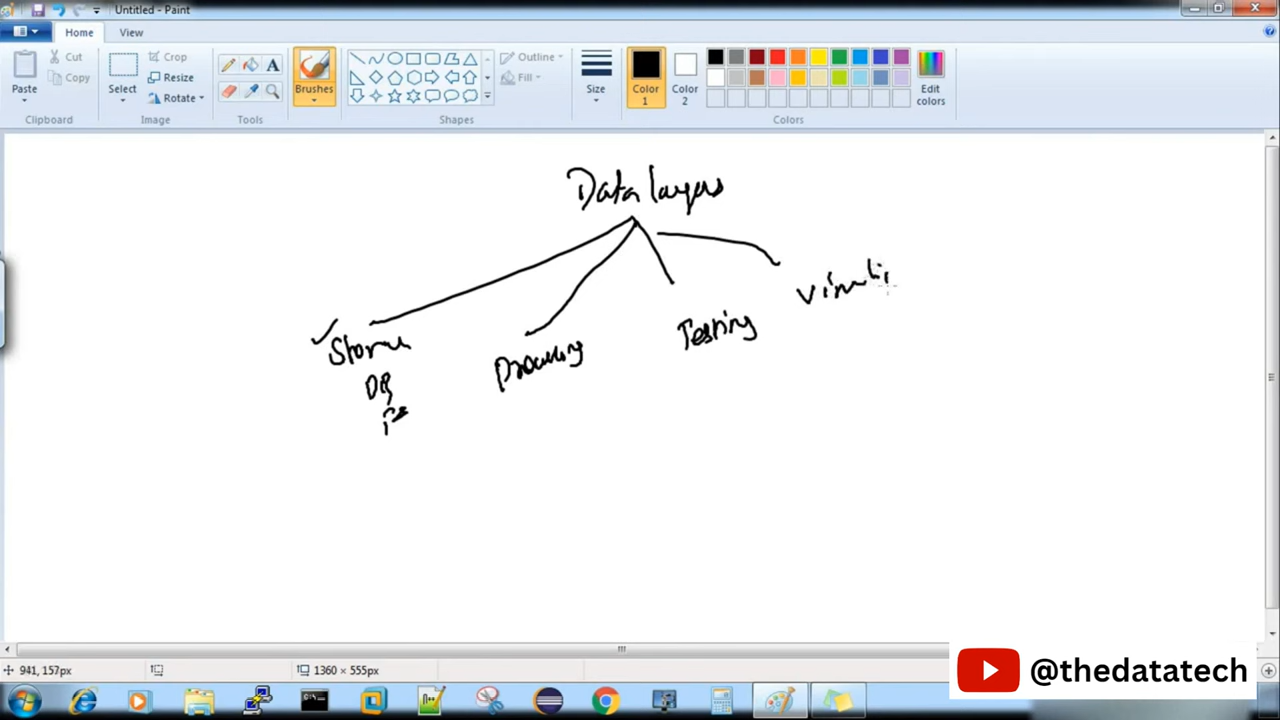 Untitled - Paint
Home View
Paste
Cut
Copy
Clipboard
Select
Crop
Resize
Rotate
Image
Tools
Brushes
Outline
Fill
Shapes
Size
Color 1
Color 2
Edit colors
Colors
Data layers
Testing
Processing
DB
941, 157px
1360 × 555px
@thedatatech